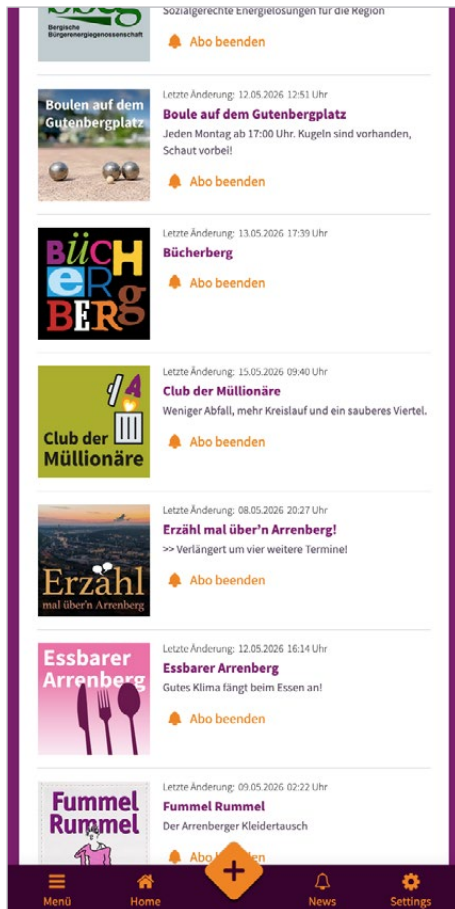 Bergische
Bürgerenergiegenossenschaft
Sozialgerechte Energielösungen für die Region
Abo beenden
Boulen auf dem
Gutenbergplatz
Letzte Änderung: 12.05.2026 12:51 Uhr
Boule auf dem Gutenbergplatz
Jeden Montag ab 17:00 Uhr. Kugeln sind vorhanden,
Schaut vorbei!
Abo beenden
BÜCHERBERG
Letzte Änderung: 13.05.2026 17:39 Uhr
Bücherberg
Abo beenden
Club der
Müllionäre
Letzte Änderung: 15.05.2026 09:40 Uhr
Club der Müllionäre
Weniger Abfall, mehr Kreislauf und ein sauberes Viertel.
Abo beenden
Erzähl
mal über'n Arrenberg
Letzte Änderung: 08.05.2026 20:27 Uhr
Erzähl mal über’n Arrenberg!
>> Verlängert um vier weitere Termine!
Abo beenden
Essbarer
Arrenberg
Letzte Änderung: 12.05.2026 16:14 Uhr
Essbarer Arrenberg
Gutes Klima fängt beim Essen an!
Abo beenden
Fummel
Rummel
Letzte Änderung: 09.05.2026 02:22 Uhr
Fummel Rummel
Der Arrenberger Kleidertausch
Abo
Menü
Home
News
Settings